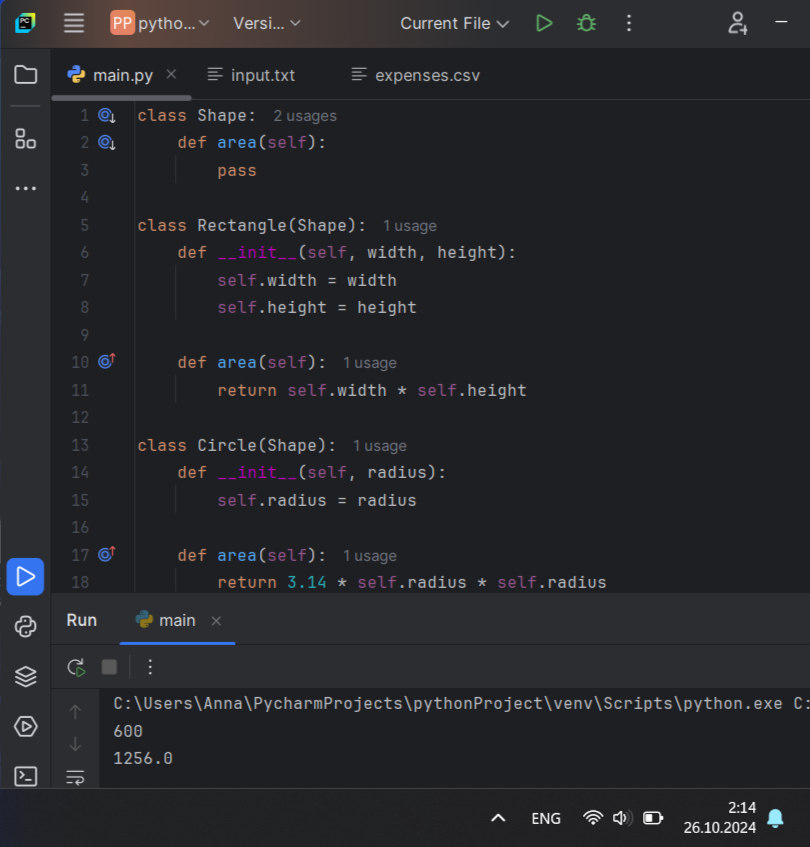 PC
PP pytho... Versi... Current File
main.py input.txt expenses.csv
1 class Shape: 2 usages
2 def area(self):
3 pass
4
5 class Rectangle(Shape): 1 usage
6 def __init__(self, width, height):
7 self.width = width
8 self.height = height
9
10 def area(self): 1 usage
11 return self.width * self.height
12
13 class Circle(Shape): 1 usage
14 def __init__(self, radius):
15 self.radius = radius
16
17 def area(self): 1 usage
18 return 3.14 * self.radius * self.radius
Run main
C:\Users\Anna\PycharmProjects\pythonProject\venv\Scripts\python.exe C:
600
1256.0
ENG 2:14
26.10.2024